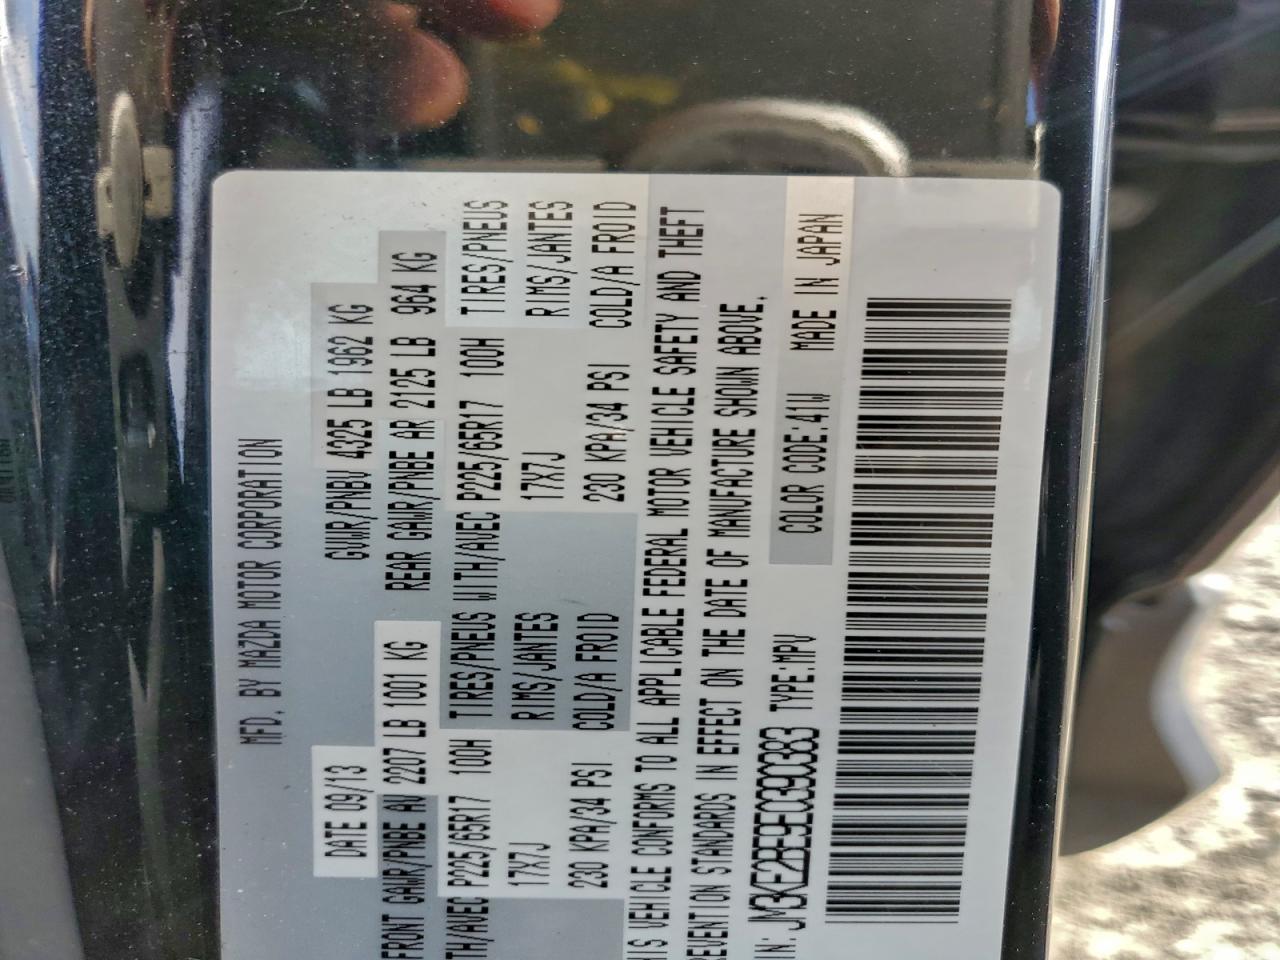 MFD. BY MAZDA MOTOR CORPORATION
DATE 09/13 GVWR/PNBV 4325 LB 1962 KG
FRONT GAWR/PNBE AV 2207 LB 1001 KG REAR GAWR/PNBE AR 2125 LB 964 KG
TH/AVEC P225/65R17 100H TIRES/PNEUS WITH/AVEC P225/65R17 100H TIRES/PNEUS
17X7J RIMS/JANTES 17X7J RIMS/JANTES
230 KPA/34 PSI COLD/A FROID 230 KPA/34 PSI COLD/A FROID
IS VEHICLE CONFORMS TO ALL APPLICABLE FEDERAL MOTOR VEHICLE SAFETY AND THEFT
REVENTION STANDARDS IN EFFECT ON THE DATE OF MANUFACTURE SHOWN ABOVE.
IN: JM3KE2BE9E0390383 TYPE:MPV
COLOR CODE:41W MADE IN JAPAN